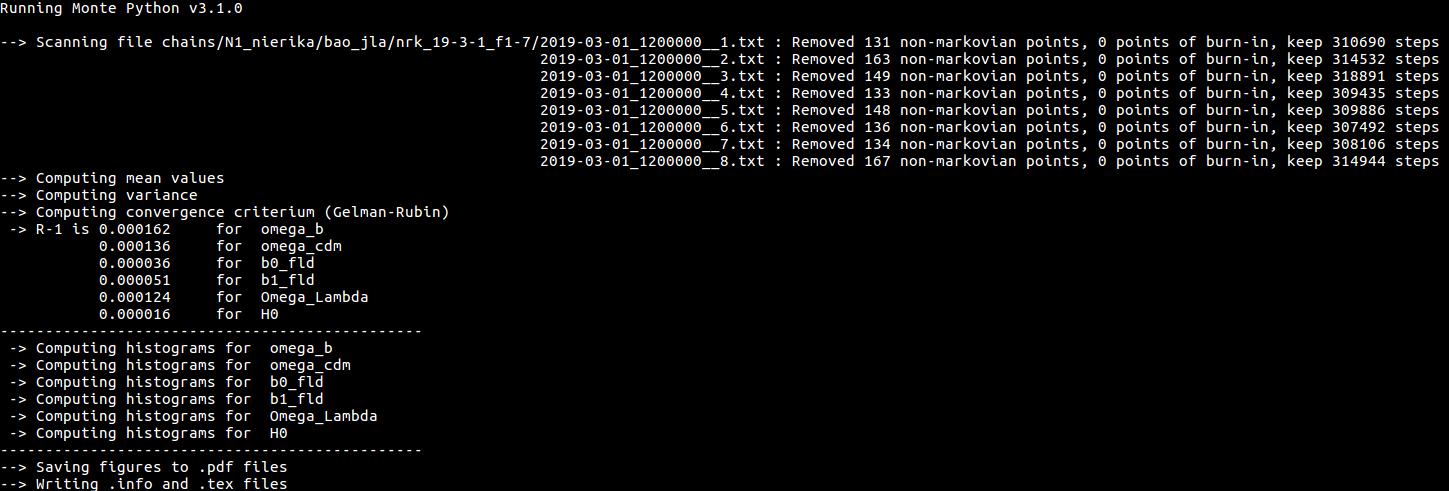 Running Monte Python v3.1.0
--> Scanning file chains/N1_nierika/bao_jla/nrk_19-3-1_f1-7/2019-03-01_1200000__1.txt : Removed 131 non-markovian points, 0 points of burn-in, keep 310690 steps
2019-03-01_1200000__2.txt : Removed 163 non-markovian points, 0 points of burn-in, keep 314532 steps
2019-03-01_1200000__3.txt : Removed 149 non-markovian points, 0 points of burn-in, keep 318891 steps
2019-03-01_1200000__4.txt : Removed 133 non-markovian points, 0 points of burn-in, keep 309435 steps
2019-03-01_1200000__5.txt : Removed 148 non-markovian points, 0 points of burn-in, keep 309886 steps
2019-03-01_1200000__6.txt : Removed 136 non-markovian points, 0 points of burn-in, keep 307492 steps
2019-03-01_1200000__7.txt : Removed 134 non-markovian points, 0 points of burn-in, keep 308106 steps
2019-03-01_1200000__8.txt : Removed 167 non-markovian points, 0 points of burn-in, keep 314944 steps
--> Computing mean values
--> Computing variance
--> Computing convergence criterium (Gelman-Rubin)
-> R-1 is 0.000162 for omega_b
0.000136 for omega_cdm
0.000036 for b0_fld
0.000051 for b1_fld
0.000124 for Omega_Lambda
0.000016 for H0
-----------------------------------------------
-> Computing histograms for omega_b
-> Computing histograms for omega_cdm
-> Computing histograms for b0_fld
-> Computing histograms for b1_fld
-> Computing histograms for Omega_Lambda
-> Computing histograms for H0
-----------------------------------------------
--> Saving figures to .pdf files
--> Writing .info and .tex files